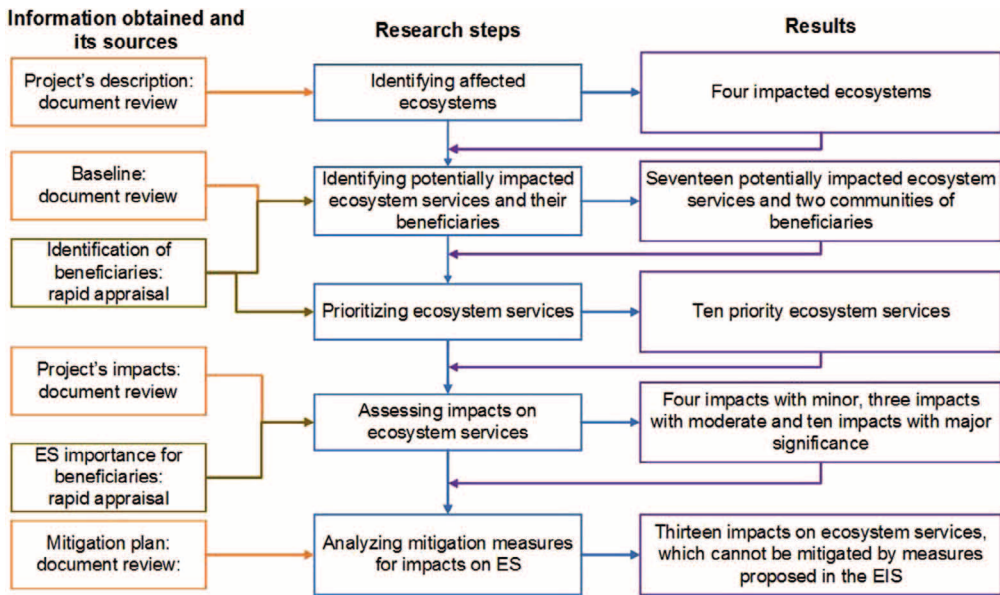 Information obtained and
its sources
Research steps
Results
Project's description:
document review
Identifying affected
ecosystems
Four impacted ecosystems
Baseline:
document review
Identifying potentially impacted
ecosystem services and their
beneficiaries
Seventeen potentially impacted ecosystem
services and two communities of
beneficiaries
Identification of
beneficiaries:
rapid appraisal
Prioritizing ecosystem services
Ten priority ecosystem services
Project's impacts:
document review
Assessing impacts on
ecosystem services
Four impacts with minor, three impacts
with moderate and ten impacts with major
significance
ES importance for
beneficiaries:
rapid appraisal
Mitigation plan:
document review:
Analyzing mitigation measures
for impacts on ES
Thirteen impacts on ecosystem services,
which cannot be mitigated by measures
proposed in the EIS